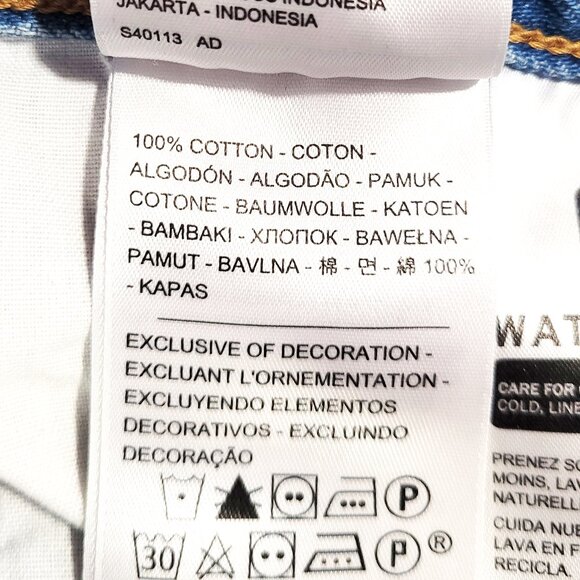 JAKARTA - INDONESIA
S40113 AD
100% COTTON - COTON -
ALGODÓN - ALGODÃO - PAMUK -
COTONE - BAUMWOLLE - KATOEN
- BAMBAKI - ХЛОПОК - BAWEŁNA -
PAMUT - BAVLNA - 棉 - 면 - 綿 100%
- KAPAS
EXCLUSIVE OF DECORATION -
EXCLUANT L'ORNEMENTATION -
EXCLUYENDO ELEMENTOS
DECORATIVOS - EXCLUINDO
DECORAÇÃO
P
30 P ®
WAT
CARE FOR
COLD, LINE
PRENEZ SO
MOINS, LAV
NATURELL
CUIDA NUE
LAVA EN F
RECICLA.